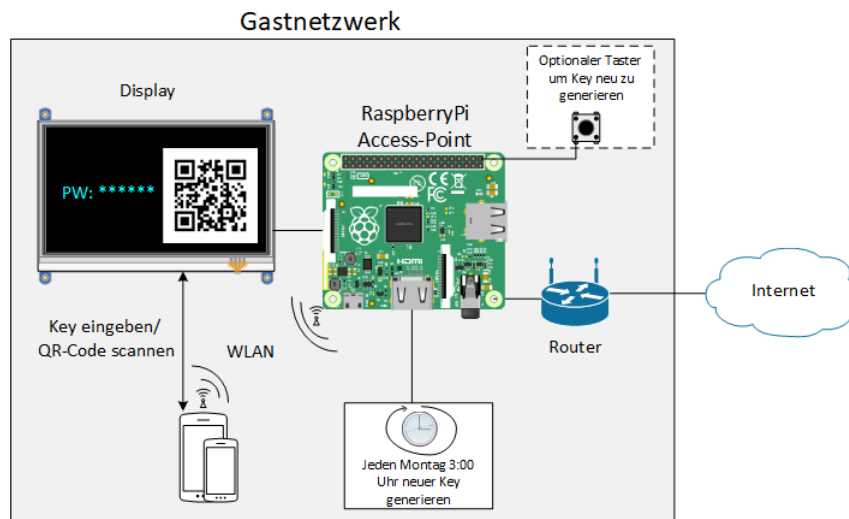 Gastnetzwerk
Display
RaspberryPi
Access-Point
Optionaler Taster
um Key neu zu
generieren
PW: ******
HDMI
Key eingeben/
QR-Code scannen
WLAN
Router
Internet
Jeden Montag 3:00
Uhr neuer Key
generieren